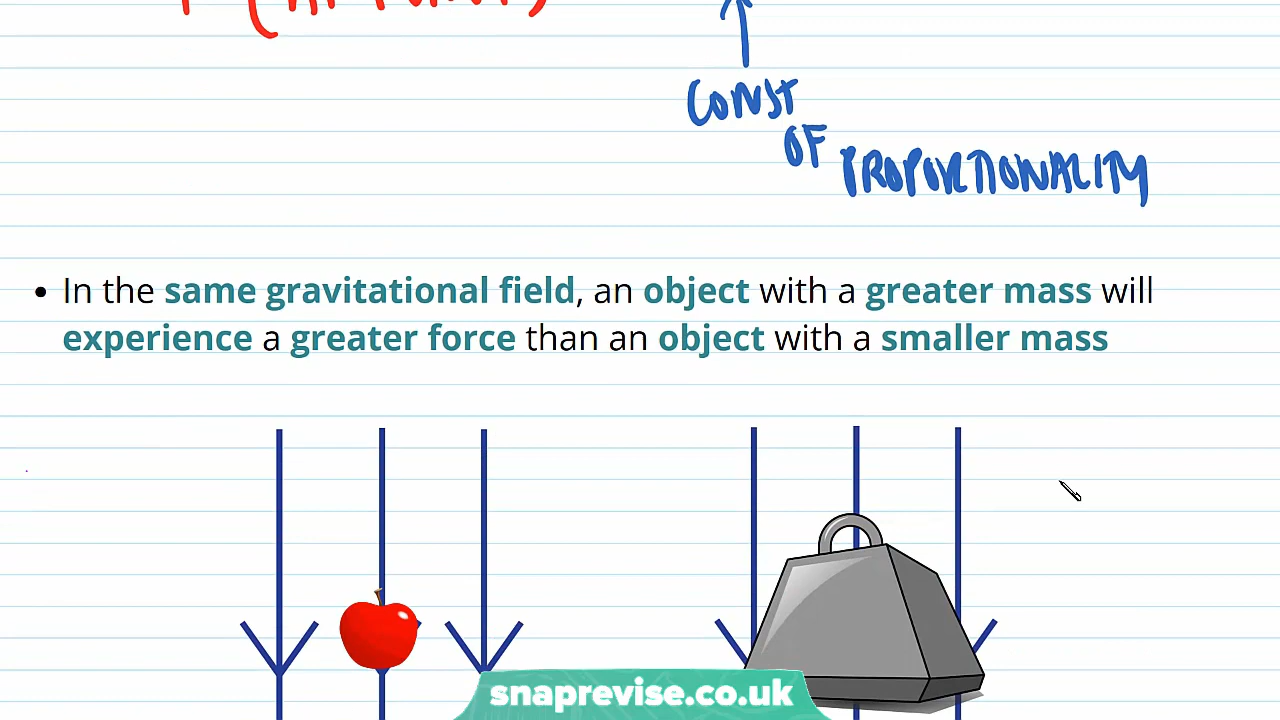 CONST
OF
PROPORTIONALITY
• In the same gravitational field, an object with a greater mass will
experience a greater force than an object with a smaller mass
snaprevise.co.uk